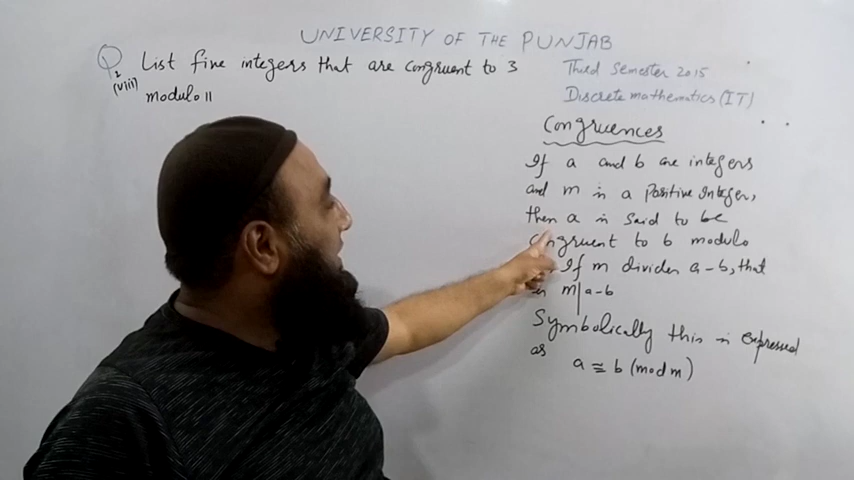 UNIVERSITY OF THE PUNJAB
Q2 List five integers that are congruent to 3
(viii) modulo 11
Third Semester 2015
Discrete mathematics (IT)
Congruences
If a and b are integers
and m is a Positive Integer,
then a is said to be
Congruent to b modulo
If m divides a-b, that
is m|a-b
Symbolically this is expressed
as
a ≅ b (mod m)